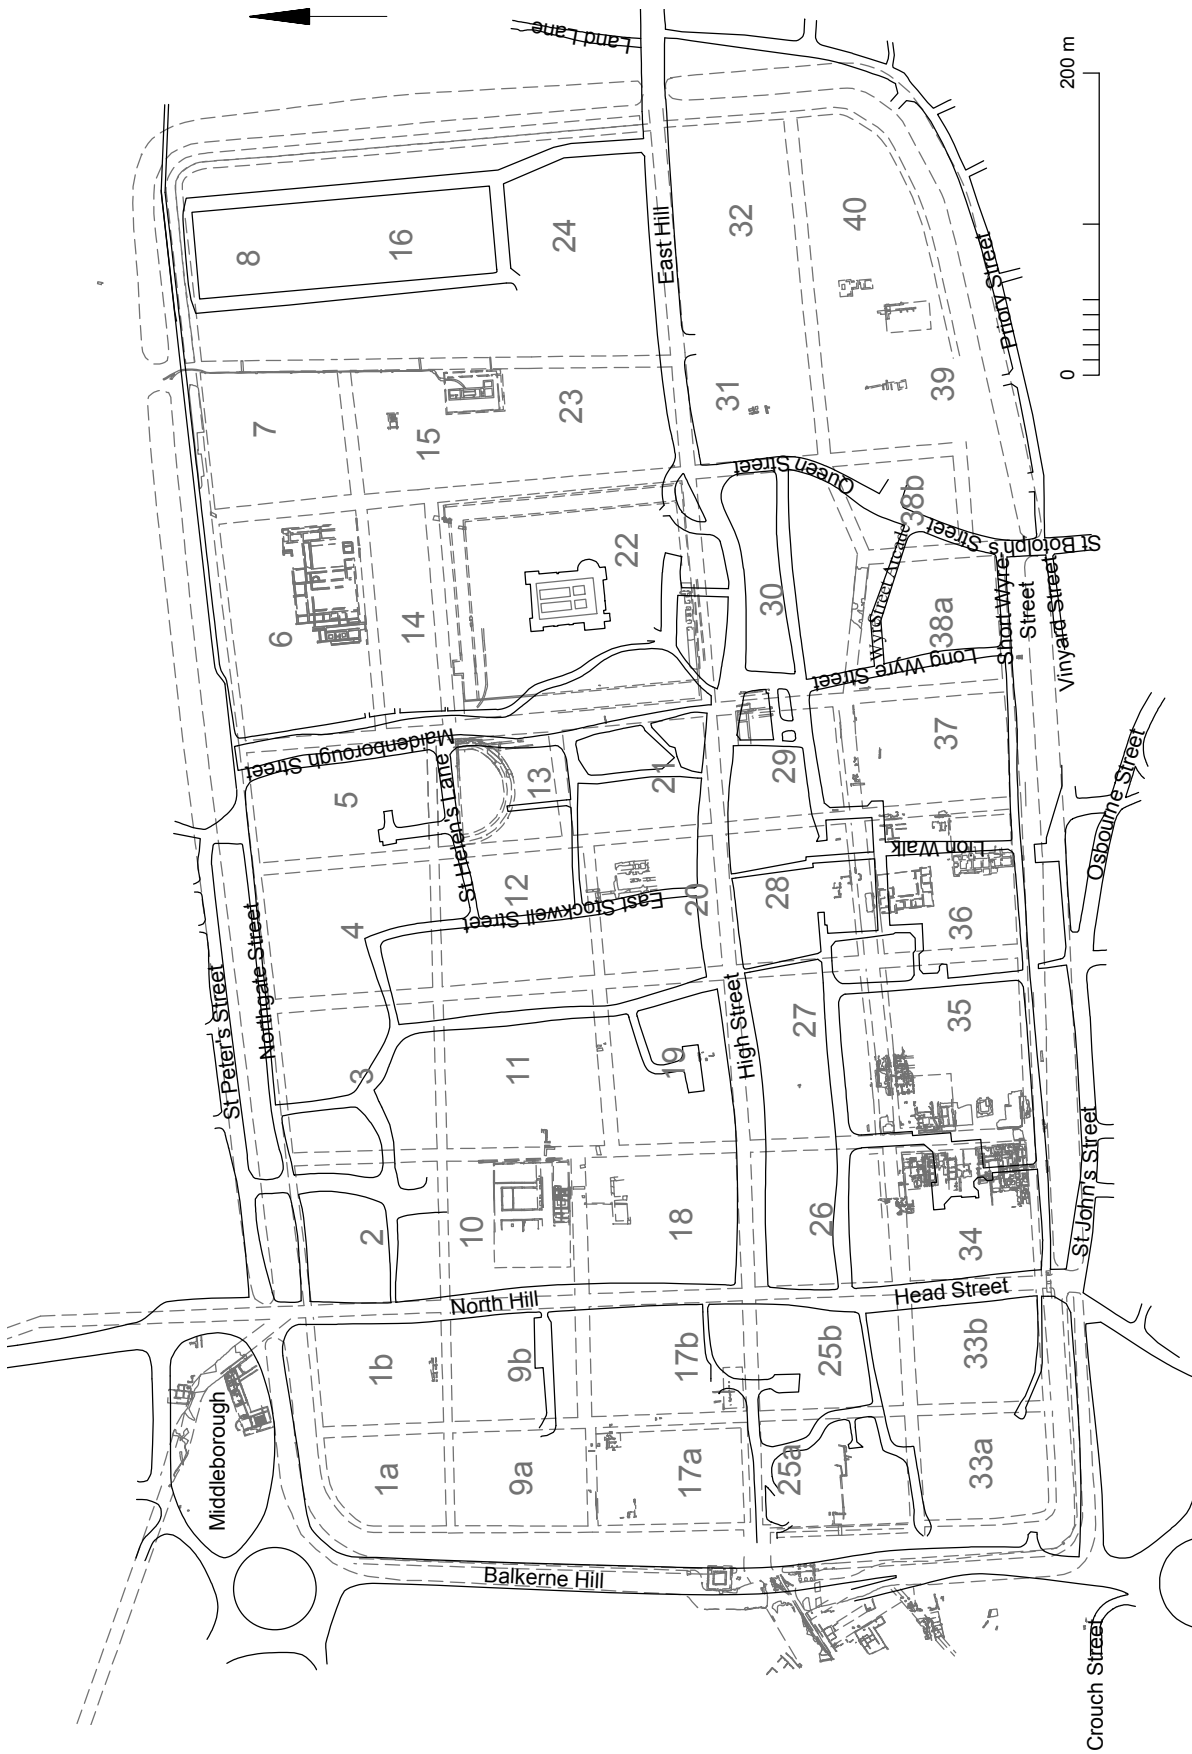 Land Lane
200 m
0
East Hill
Priory Street
8
16
24
32
40
7
15
23
31
39
Queen Street
6
14
22
30
38b
Wyre Street Arcade
St Botolph's Street
38a
Short Wyre
Street
Vinyard Street
Maidenborough Street
Long Wyre Street
5
St Helen's Lane
13
21
29
37
Osbourne Street
Lion Walk
4
12
East Stockwell Street
20
28
36
St Peter's Street
Northgate Street
3
11
19
High Street
27
35
2
10
18
26
34
St John's Street
North Hill
Head Street
Middleborough
1b
9b
17b
25b
33b
1a
9a
17a
25a
33a
Balkerne Hill
Crouch Street